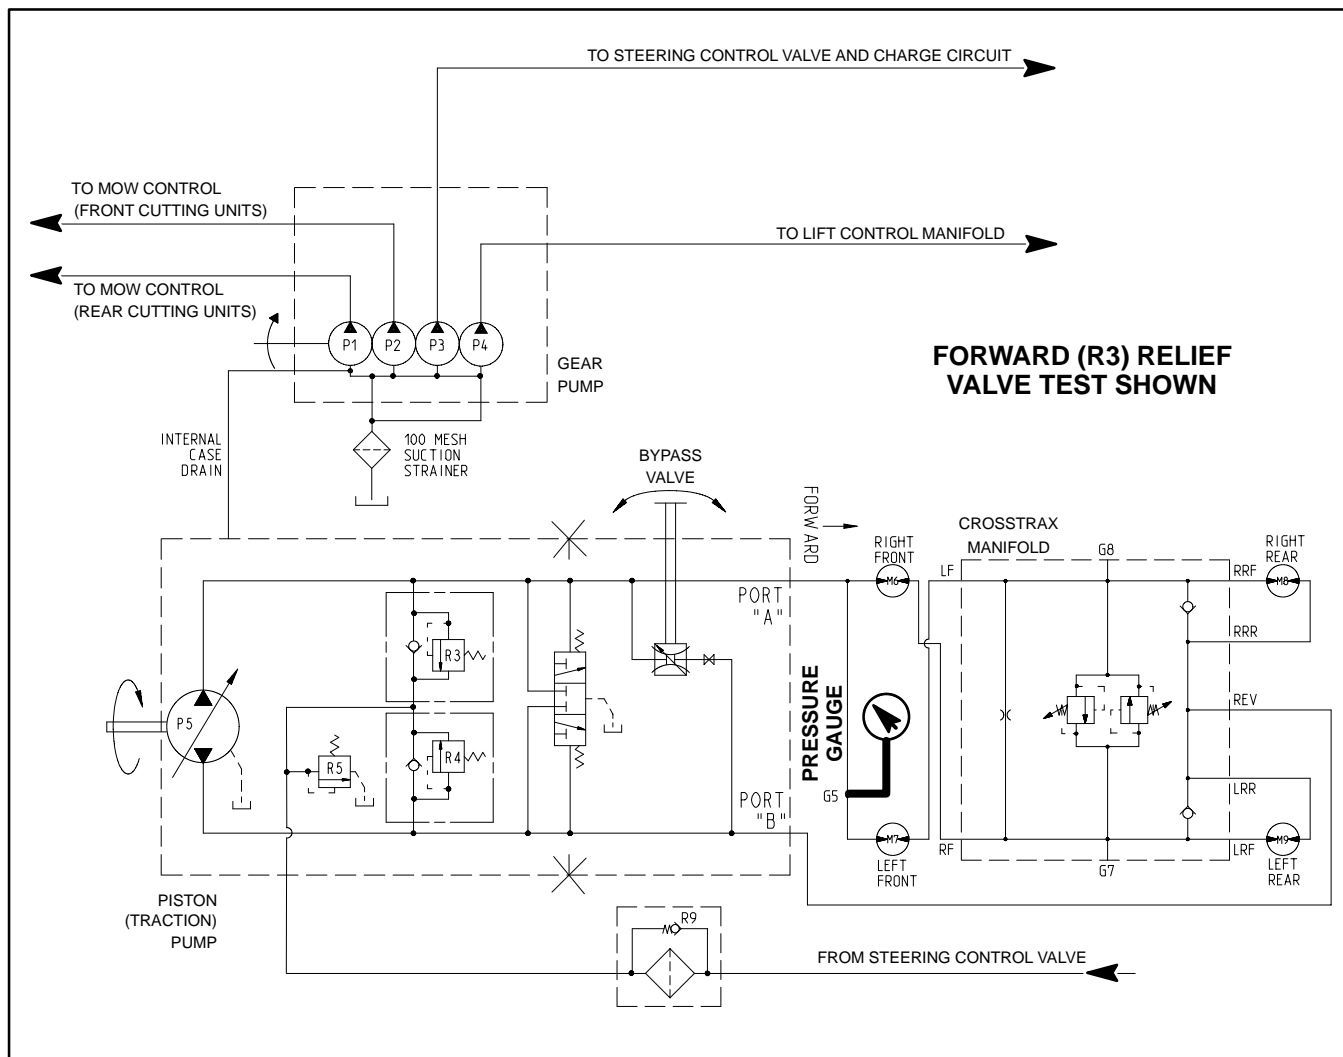 TO STEERING CONTROL VALVE AND CHARGE CIRCUIT
TO MOW CONTROL
(FRONT CUTTING UNITS)
TO LIFT CONTROL MANIFOLD
TO MOW CONTROL
(REAR CUTTING UNITS)
P1
P2
P3
P4
GEAR
PUMP
FORWARD (R3) RELIEF
VALVE TEST SHOWN
INTERNAL
CASE
DRAIN
100 MESH
SUCTION
STRAINER
BYPASS
VALVE
FORWARD
RIGHT
FRONT
M6
CROSSTRAX
MANIFOLD
G8
RIGHT
REAR
M8
LF
RRF
PORT
"A"
RRR
R3
P5
PRESSURE
GAUGE
REV
R4
R5
G5
LRR
PORT
"B"
M7
LEFT
FRONT
RF
G7
LRF
M9
LEFT
REAR
PISTON
(TRACTION)
PUMP
R9
FROM STEERING CONTROL VALVE